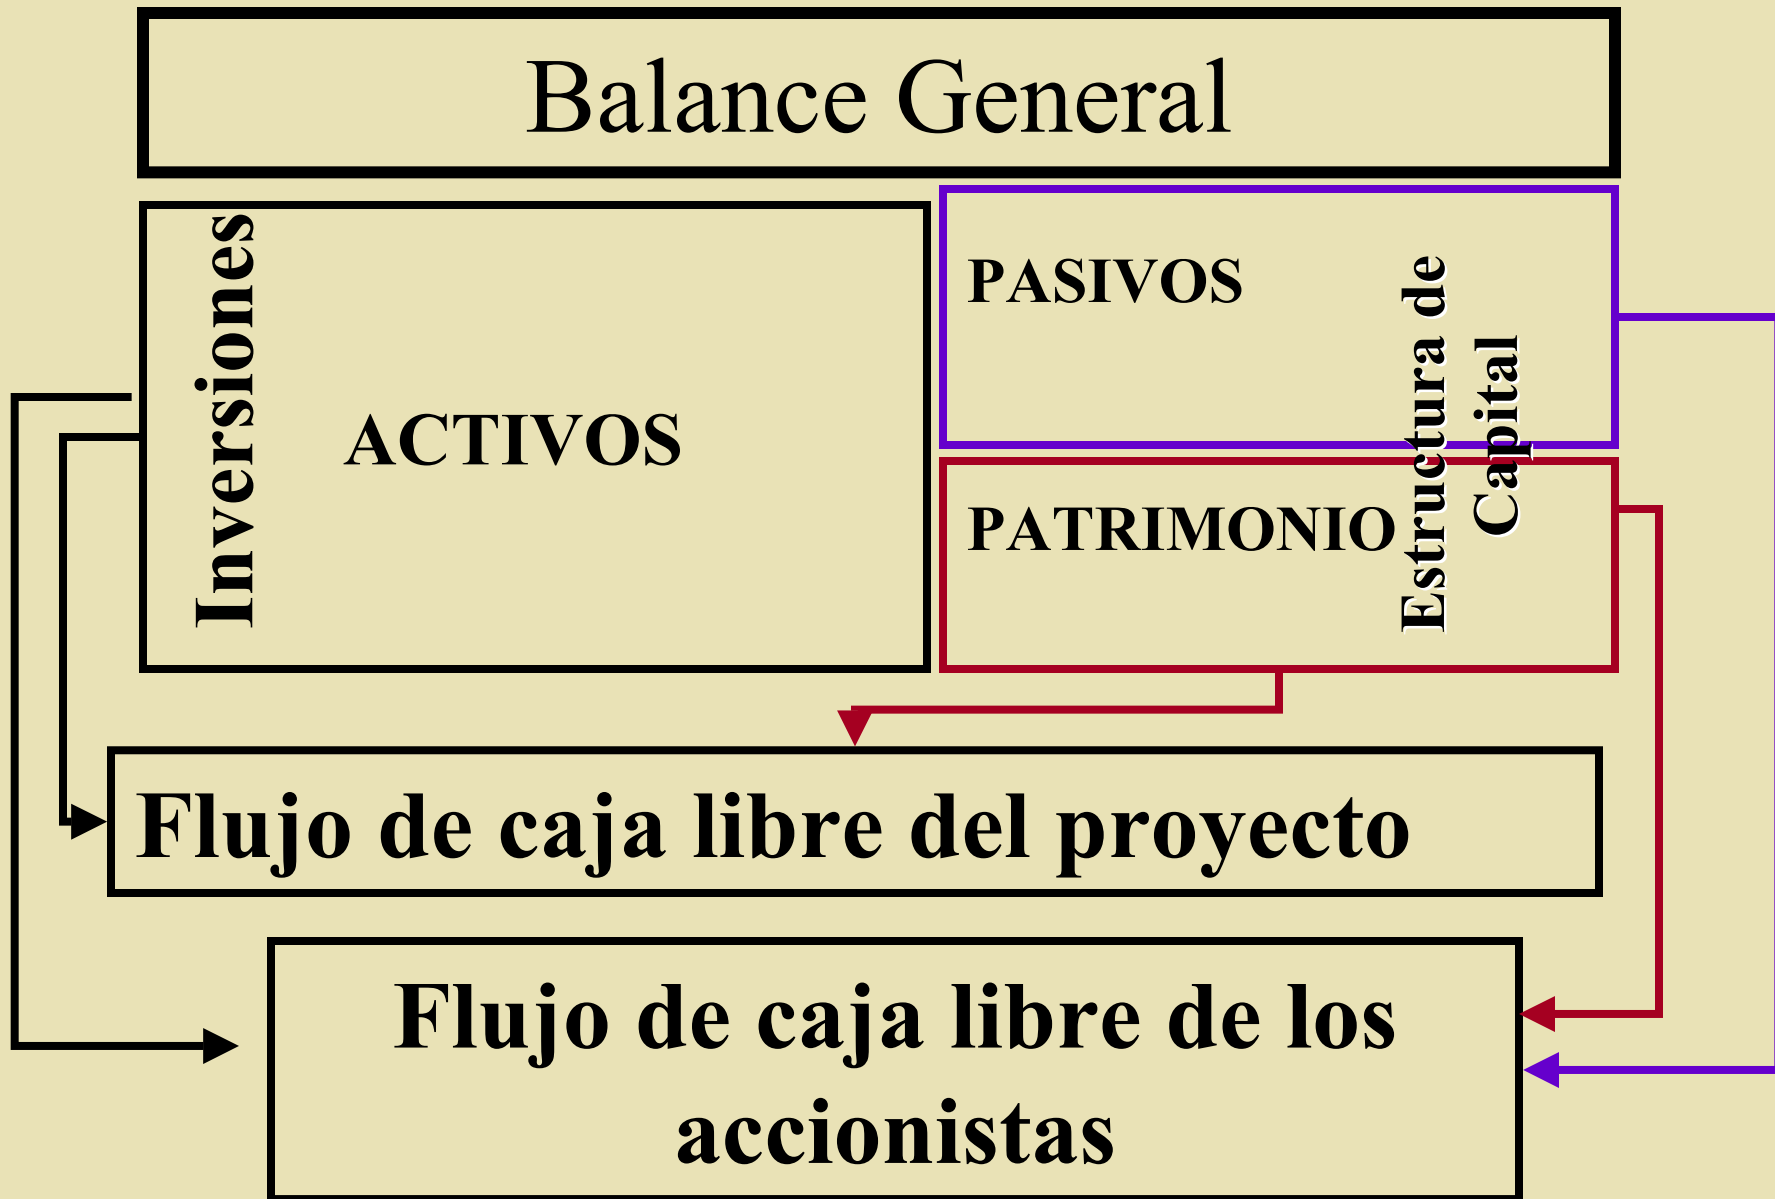 Balance General
Inversiones
ACTIVOS
PASIVOS
PATRIMONIO
Estructura de
Capital
Flujo de caja libre del proyecto
Flujo de caja libre de los
accionistas